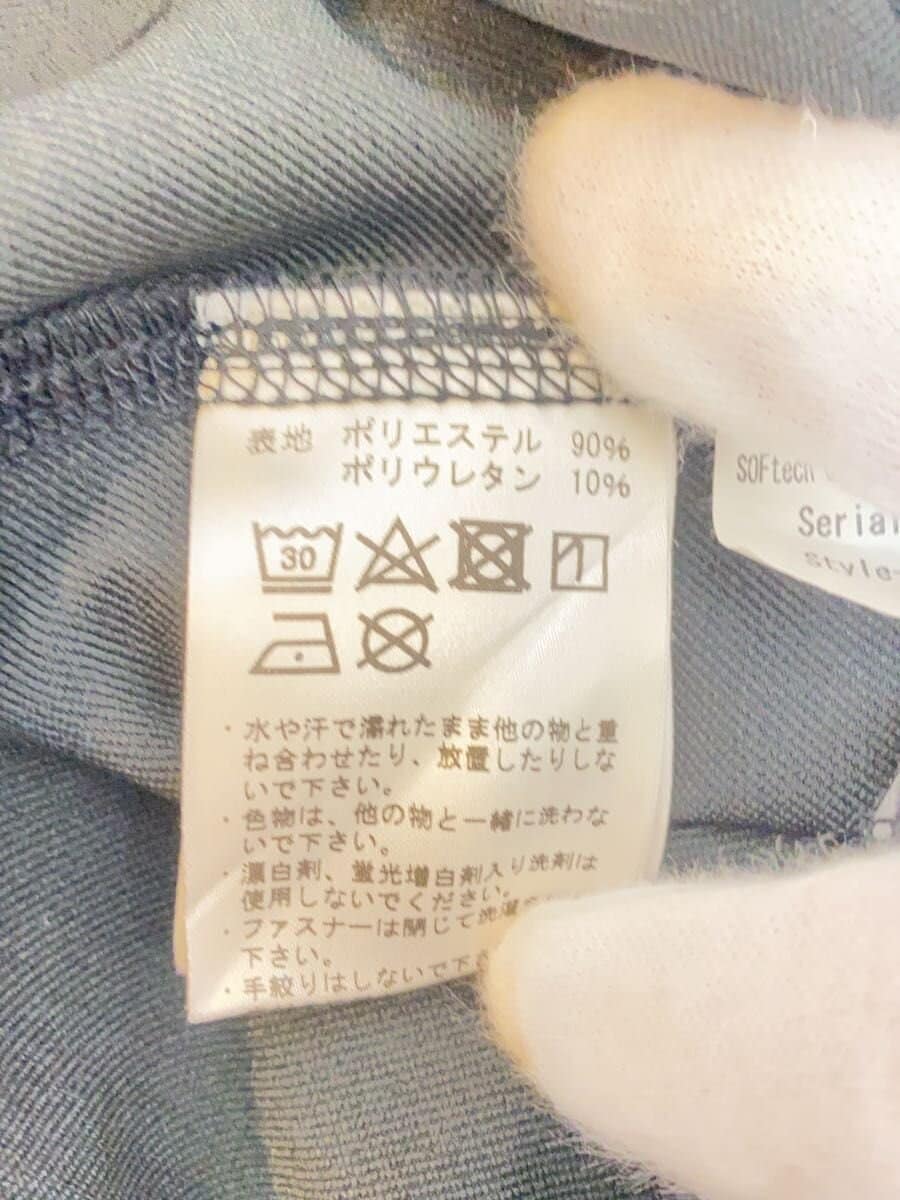 表地 ポリエステル 90%
ポリウレタン 10%
30
・水や汗で濡れたまま他の物と重
ね合わせたり、放置したりしな
いで下さい。
・色物は、他の物と一緒に洗わな
いで下さい。
・漂白剤、蛍光増白剤入り洗剤は
使用しないでください。
・ファスナーは閉じて洗濯
下さい。
・手絞りはしないで下さ
SOFtech
Serial
style-